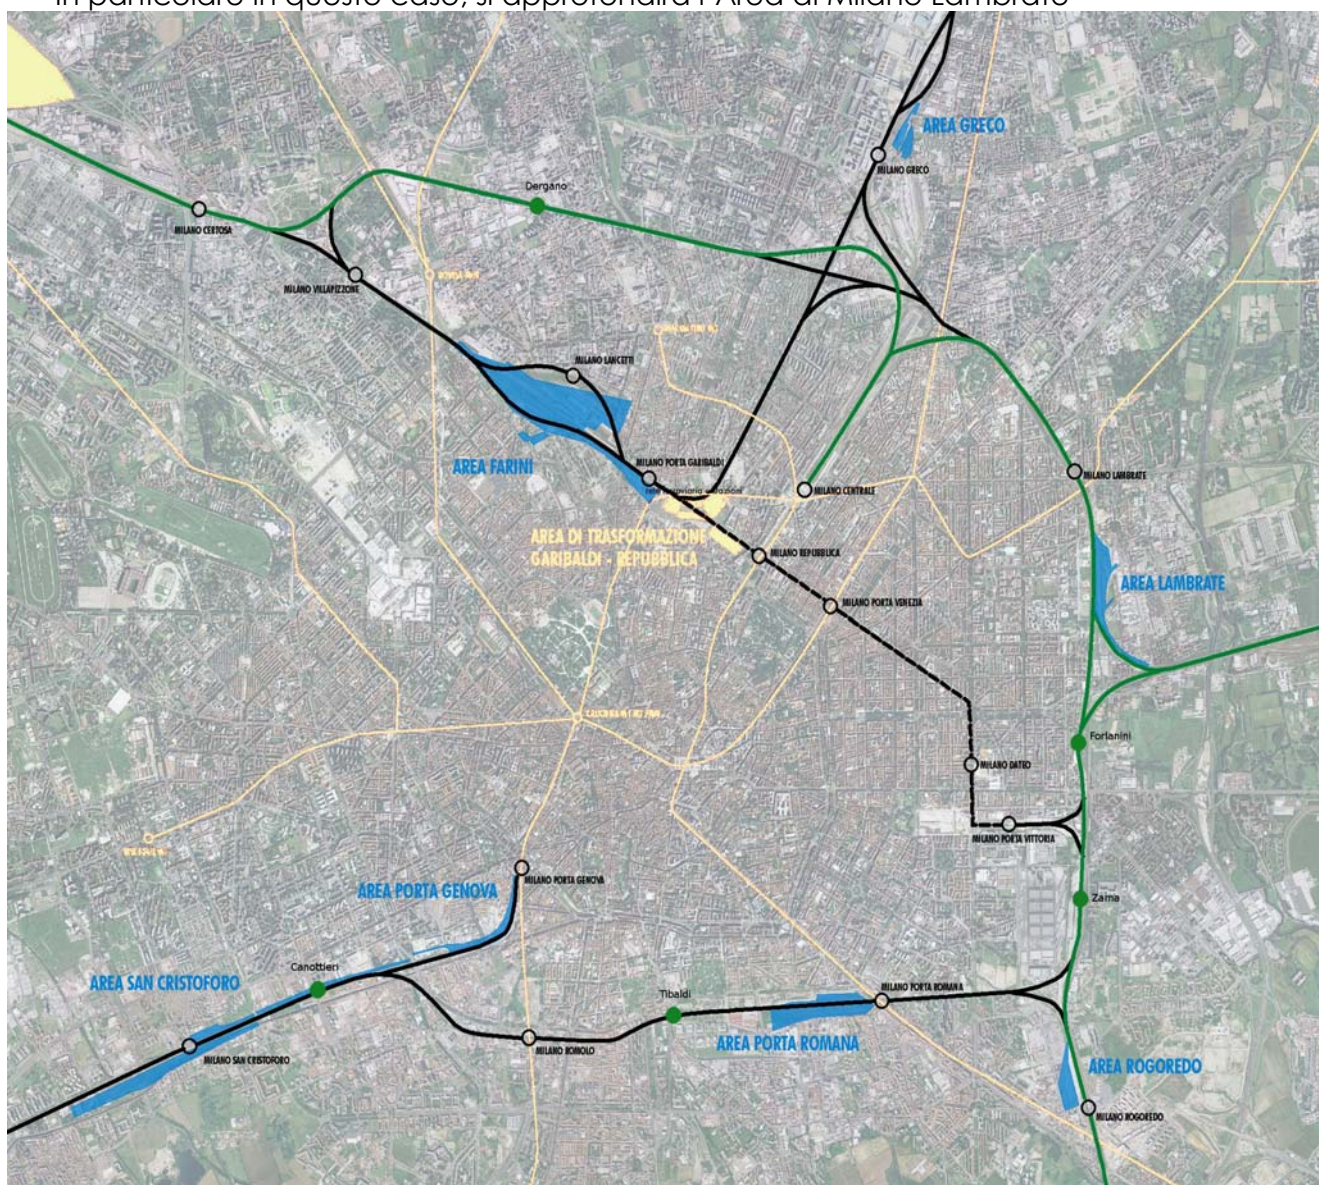 In particolare in questo caso, si approfondirà l'Area di Milano Lambrate
AREA GRECO
MILANO GRECO
Dergano
MILANO CERTOSA
MILANO VILLAPIZZONE
BOVISA FNM
MILANO LANCETTI
AREA FARINI
MILANO PORTA GARIBALDI
MILANO CENTRALE
MILANO LAMBRATE
AREA DI TRASFORMAZIONE
GARIBALDI - REPUBBLICA
MILANO REPUBBLICA
AREA LAMBRATE
MILANO PORTA VENEZIA
Forlanini
MILANO DATEO
MILANO PORTA VITTORIA
MILANO PORTA GENOVA
AREA PORTA GENOVA
Zama
Canottieri
AREA SAN CRISTOFORO
Tibaldi
MILANO PORTA ROMANA
MILANO SAN CRISTOFORO
MILANO ROMOLO
AREA PORTA ROMANA
AREA ROGOREDO
MILANO ROGOREDO